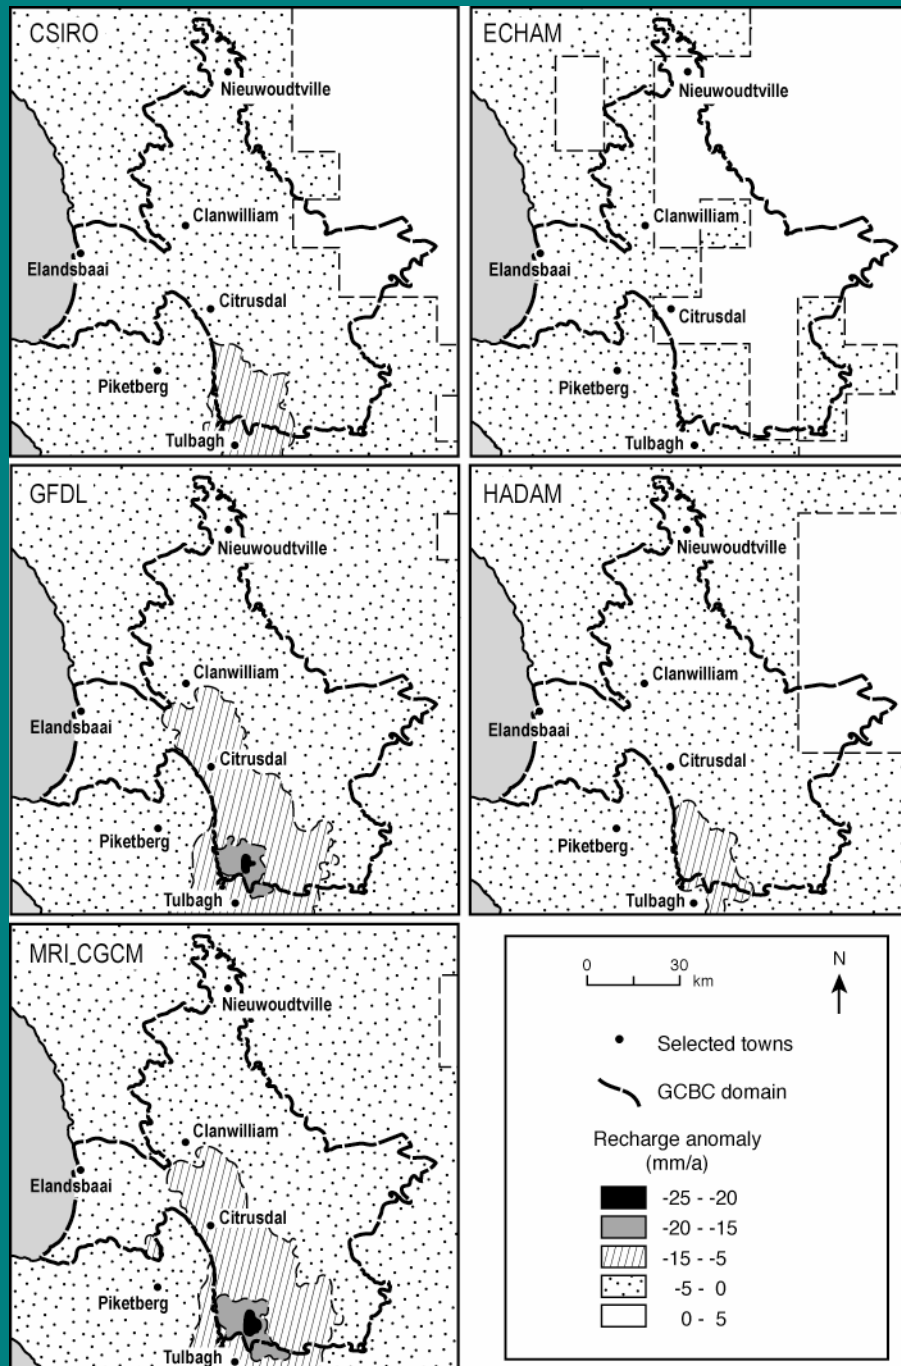 CSIRO
Nieuwoudtville
Clanwilliam
Elandsbaai
Citrusdal
Piketberg
Tulbagh
ECHAM
Nieuwoudtville
Clanwilliam
Elandsbaai
Citrusdal
Piketberg
Tulbagh
GFDL
Nieuwoudtville
Clanwilliam
Elandsbaai
Citrusdal
Piketberg
Tulbagh
HADAM
Nieuwoudtville
Clanwilliam
Elandsbaai
Citrusdal
Piketberg
Tulbagh
MRI_CGCM
Nieuwoudtville
Clanwilliam
Elandsbaai
Citrusdal
Piketberg
Tulbagh
0 30 km
N
Selected towns
GCBC domain
Recharge anomaly
(mm/a)
-25 - -20
-20 - -15
-15 - -5
-5 - 0
0 - 5